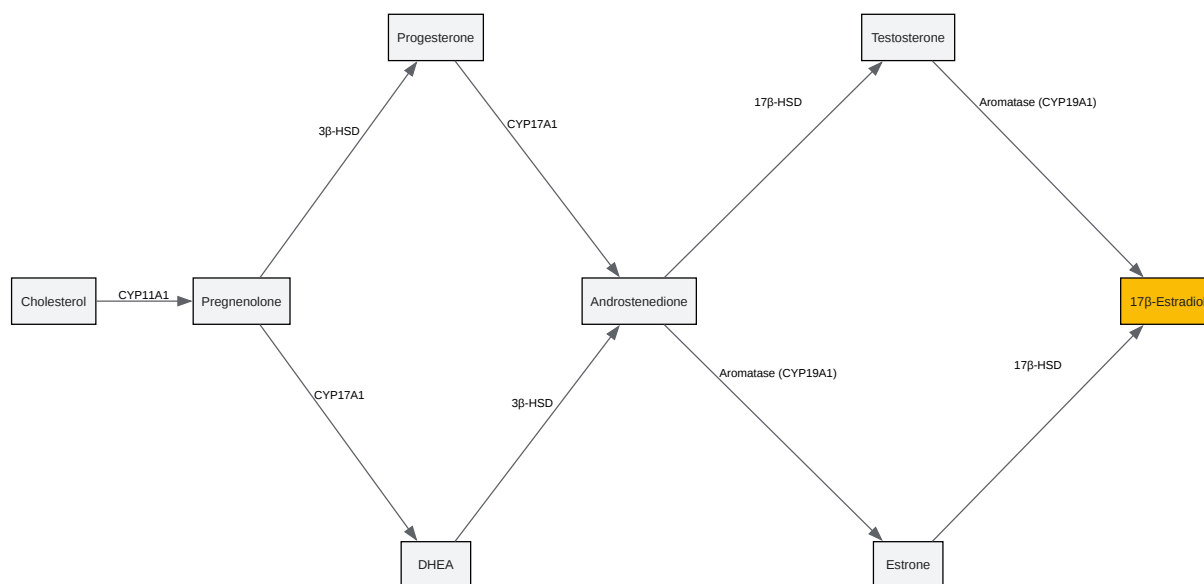 Progesterone
Testosterone
17β-HSD
Aromatase (CYP19A1)
CYP17A1
3β-HSD
Cholesterol
CYP11A1
Pregnenolone
Androstenedione
17β-Estradiol
17β-HSD
Aromatase (CYP19A1)
CYP17A1
3β-HSD
DHEA
Estrone